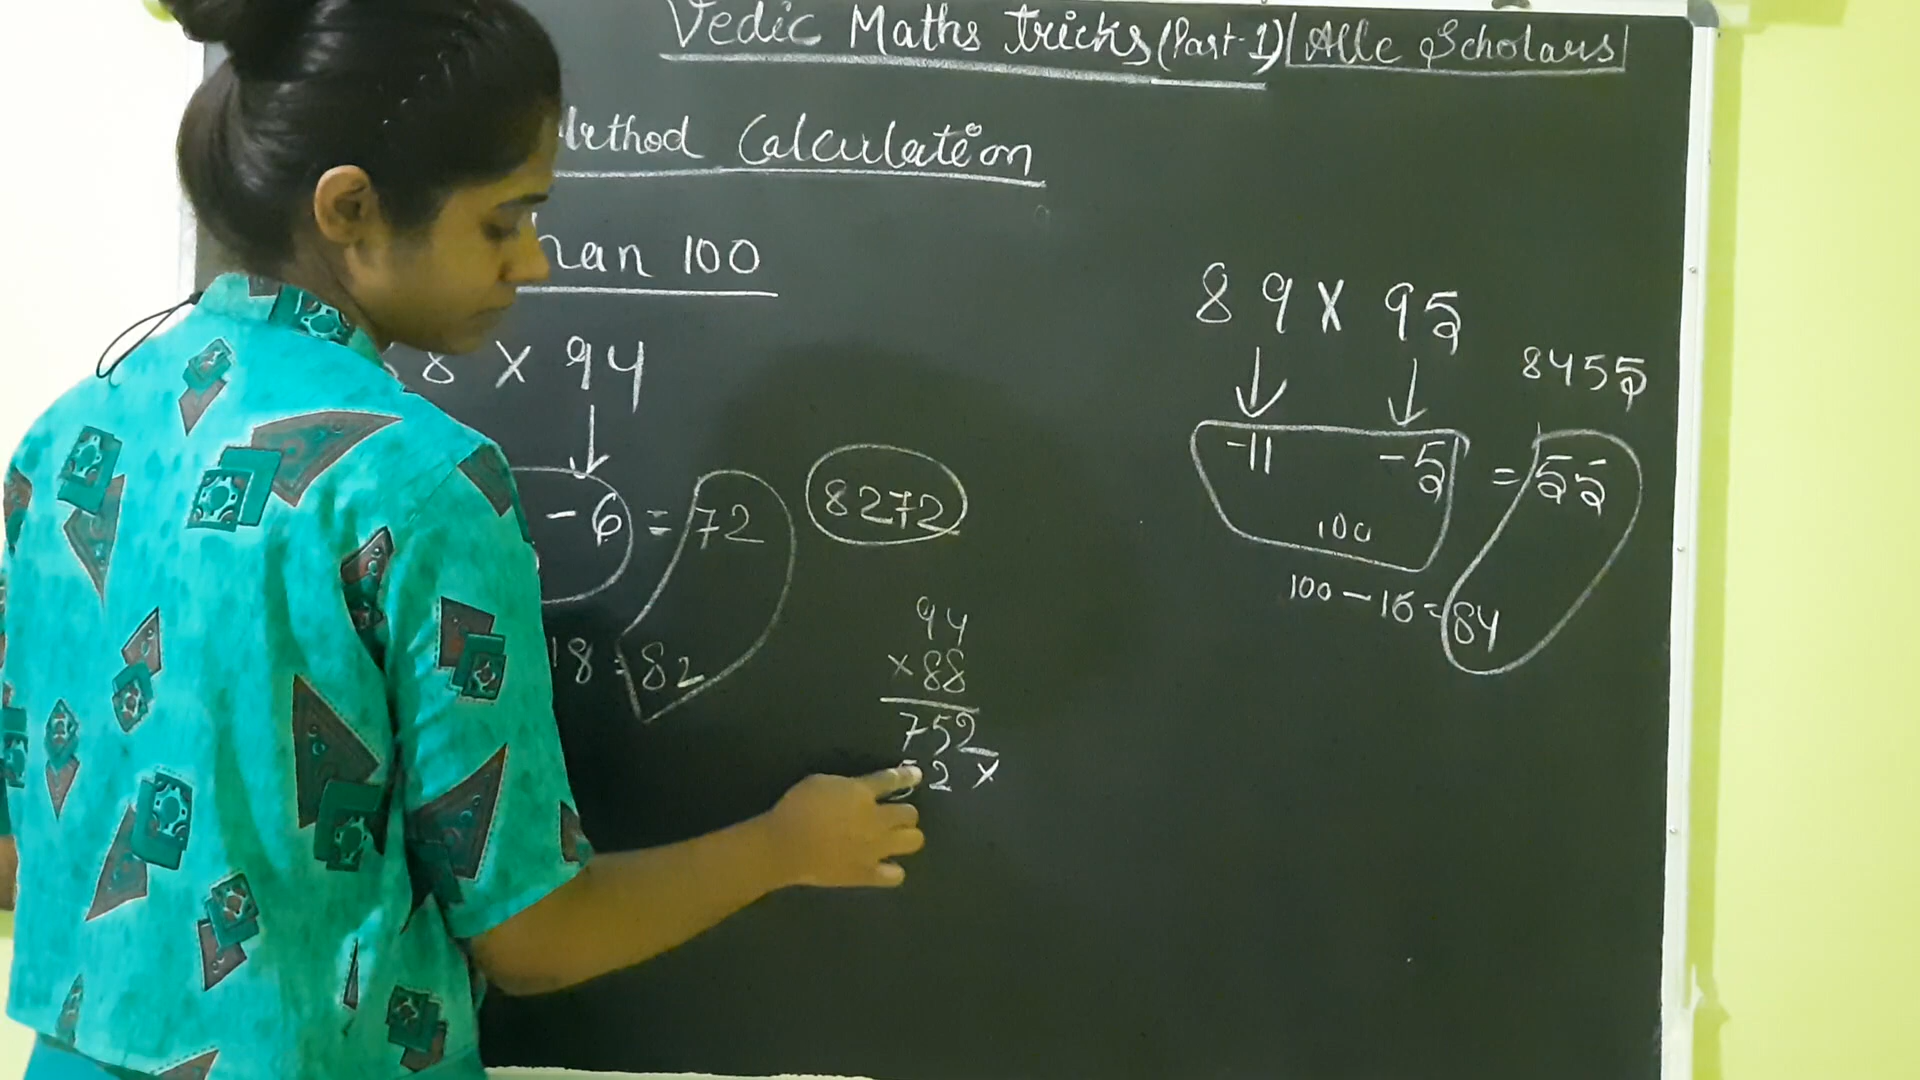 Vedic Maths Tricks (Part-1) | Alle Scholars
Method Calculation
han 100
88 X 94
-6 = 72
8272
18 = 82
94
×88
752
52 x
89 X 95
8455
-11 -5 = 55
100
100 - 16 = 84